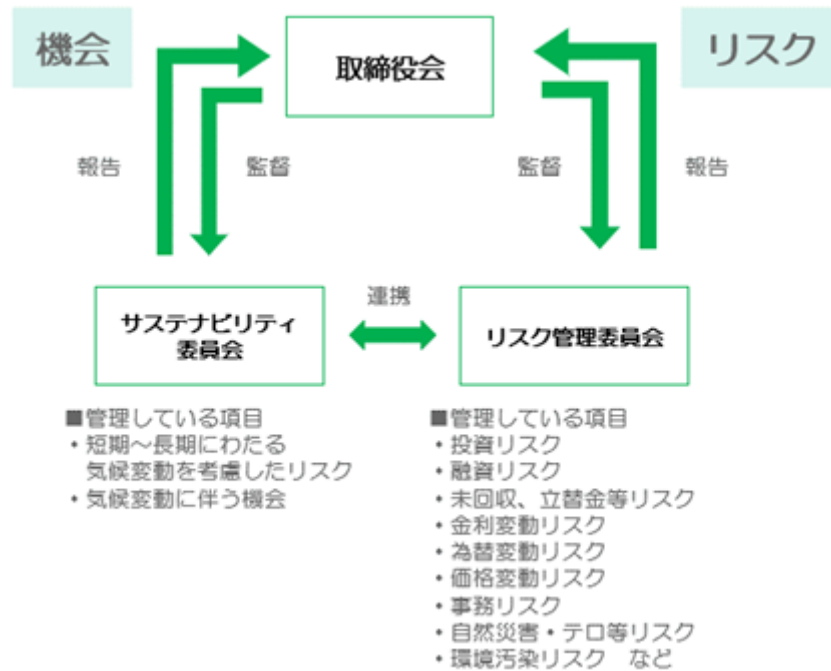 機会
取締役会
リスク
報告
監督
監督
報告
サステナビリティ
委員会
連携
リスク管理委員会
■管理している項目
・短期～長期にわたる
気候変動を考慮したリスク
・気候変動に伴う機会
■管理している項目
・投資リスク
・融資リスク
・未回収、立替金等リスク
・金利変動リスク
・為替変動リスク
・価格変動リスク
・事務リスク
・自然災害・テロ等リスク
・環境汚染リスク　など